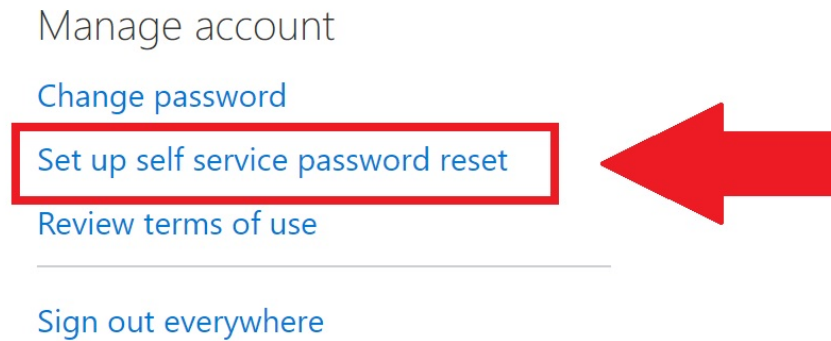 Manage account
Change password
Set up self service password reset
Review terms of use
Sign out everywhere